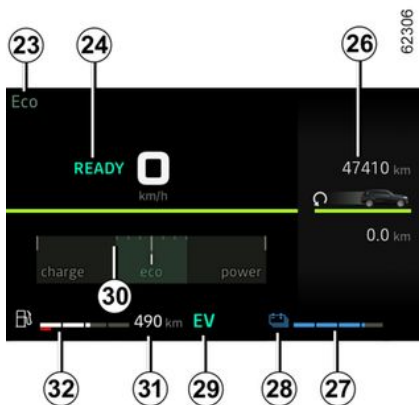 62306
23 24 26
Eco
READY 0
km/h
47410 km
0.0 km
charge eco power
30
490 km EV
32 31 29 28 27